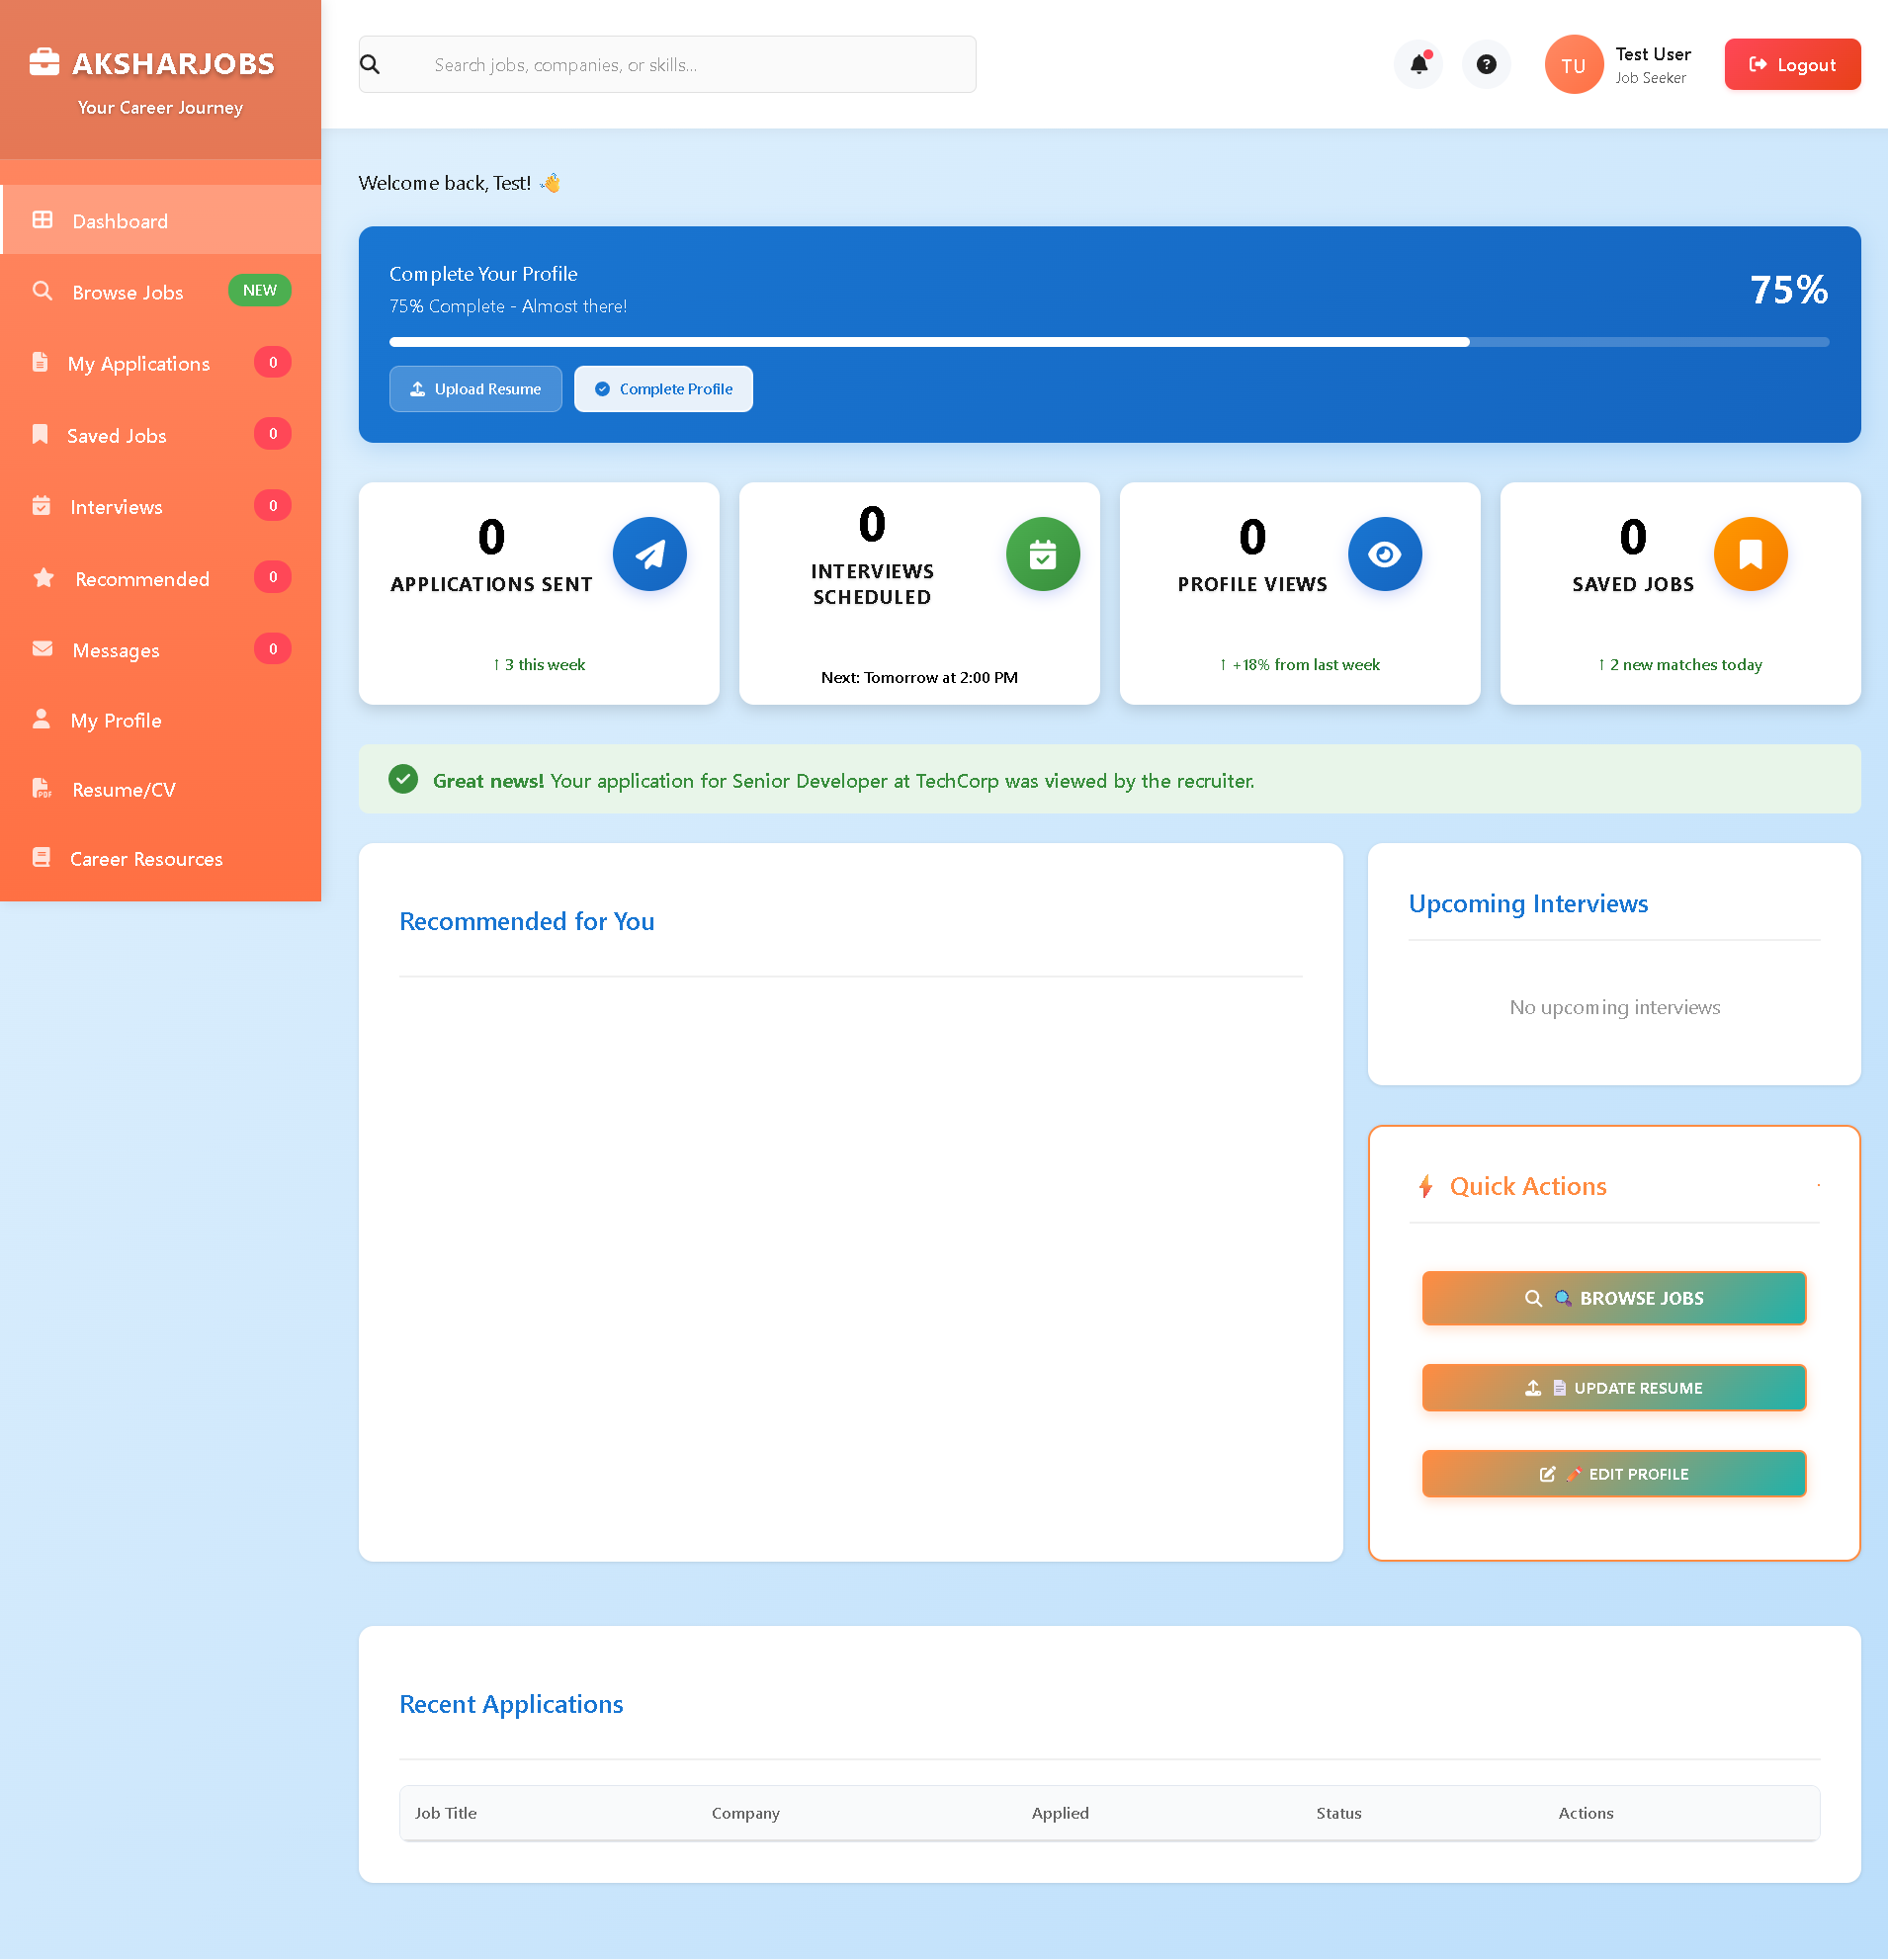 AKSHARJOBS
Your Career Journey
Dashboard
Browse Jobs NEW
My Applications 0
Saved Jobs 0
Interviews 0
Recommended 0
Messages 0
My Profile
Resume/CV
Career Resources
Search jobs, companies, or skills...
TU
Test User
Job Seeker
Logout
Welcome back, Test! 👋
Complete Your Profile
75% Complete - Almost there!
75%
Upload Resume
Complete Profile
0
APPLICATIONS SENT
↑ 3 this week
0
INTERVIEWS
SCHEDULED
Next: Tomorrow at 2:00 PM
0
PROFILE VIEWS
↑ +18% from last week
0
SAVED JOBS
↑ 2 new matches today
Great news! Your application for Senior Developer at TechCorp was viewed by the recruiter.
Recommended for You
Upcoming Interviews
No upcoming interviews
Quick Actions
BROWSE JOBS
UPDATE RESUME
EDIT PROFILE
Recent Applications
Job Title Company Applied Status Actions